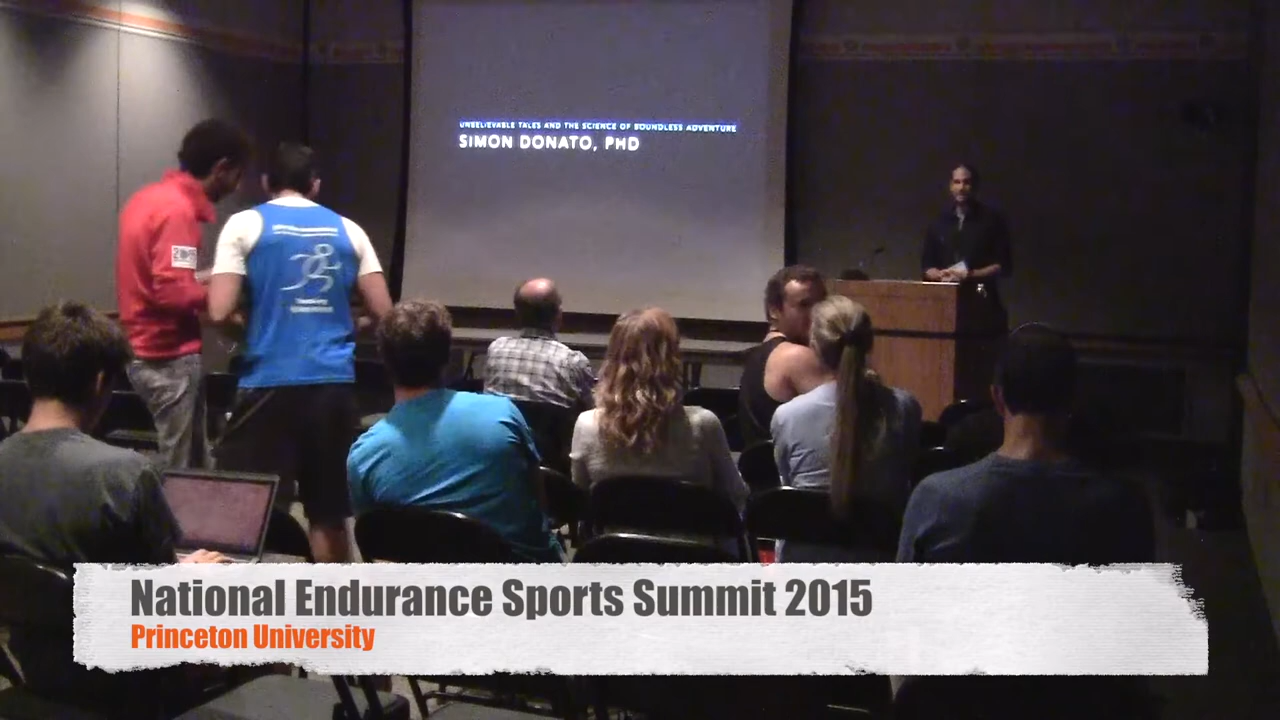 UNBELIEVABLE TALES AND THE SCIENCE OF BOUNDLESS ADVENTURE
SIMON DONATO, PHD
National Endurance Sports Summit 2015
Princeton University